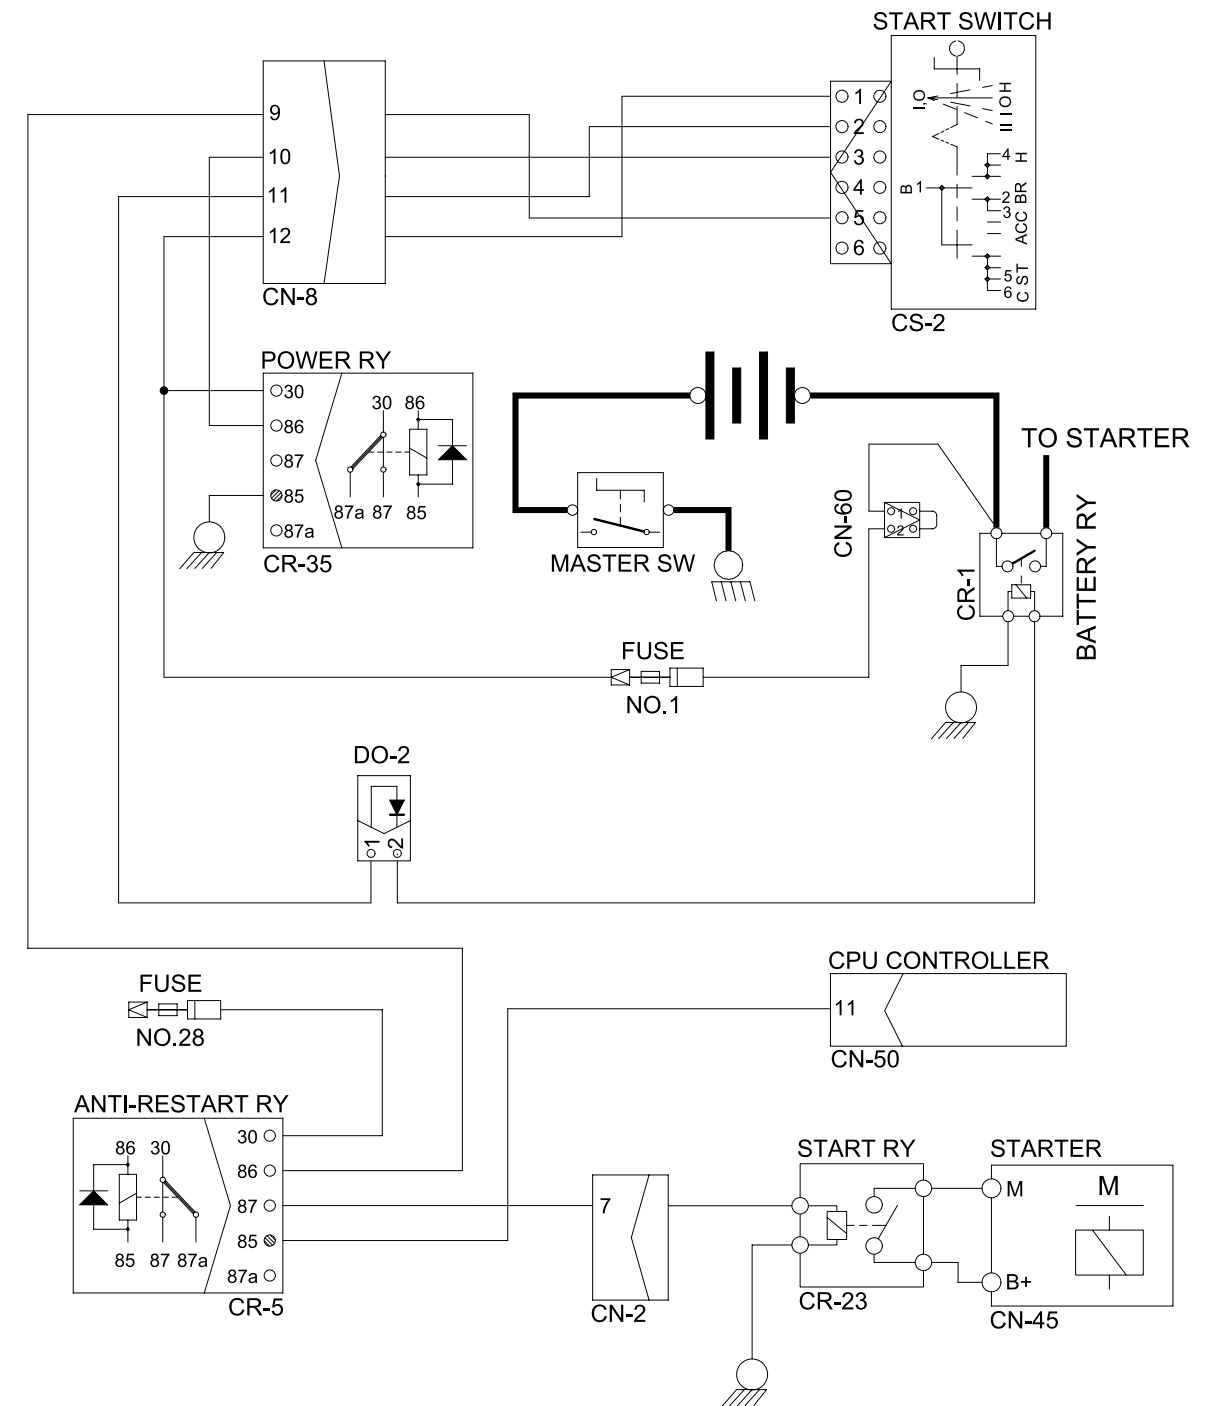 START SWITCH
9
10
11
12
CN-8
1
2
3
4
5
6
I,O
II I O H
B 1
4 H
2 BR
3 ACC
5 ST
6 C
CS-2
POWER RY
30
86
87
85
87a
30 86
87a 87 85
CR-35
MASTER SW
TO STARTER
CN-60
1
2
CR-1
BATTERY RY
FUSE
NO.1
DO-2
1
2
FUSE
NO.28
CPU CONTROLLER
11
CN-50
ANTI-RESTART RY
86 30
85 87 87a
30
86
87
85
87a
CR-5
7
CN-2
START RY
CR-23
STARTER
M
M
B+
CN-45